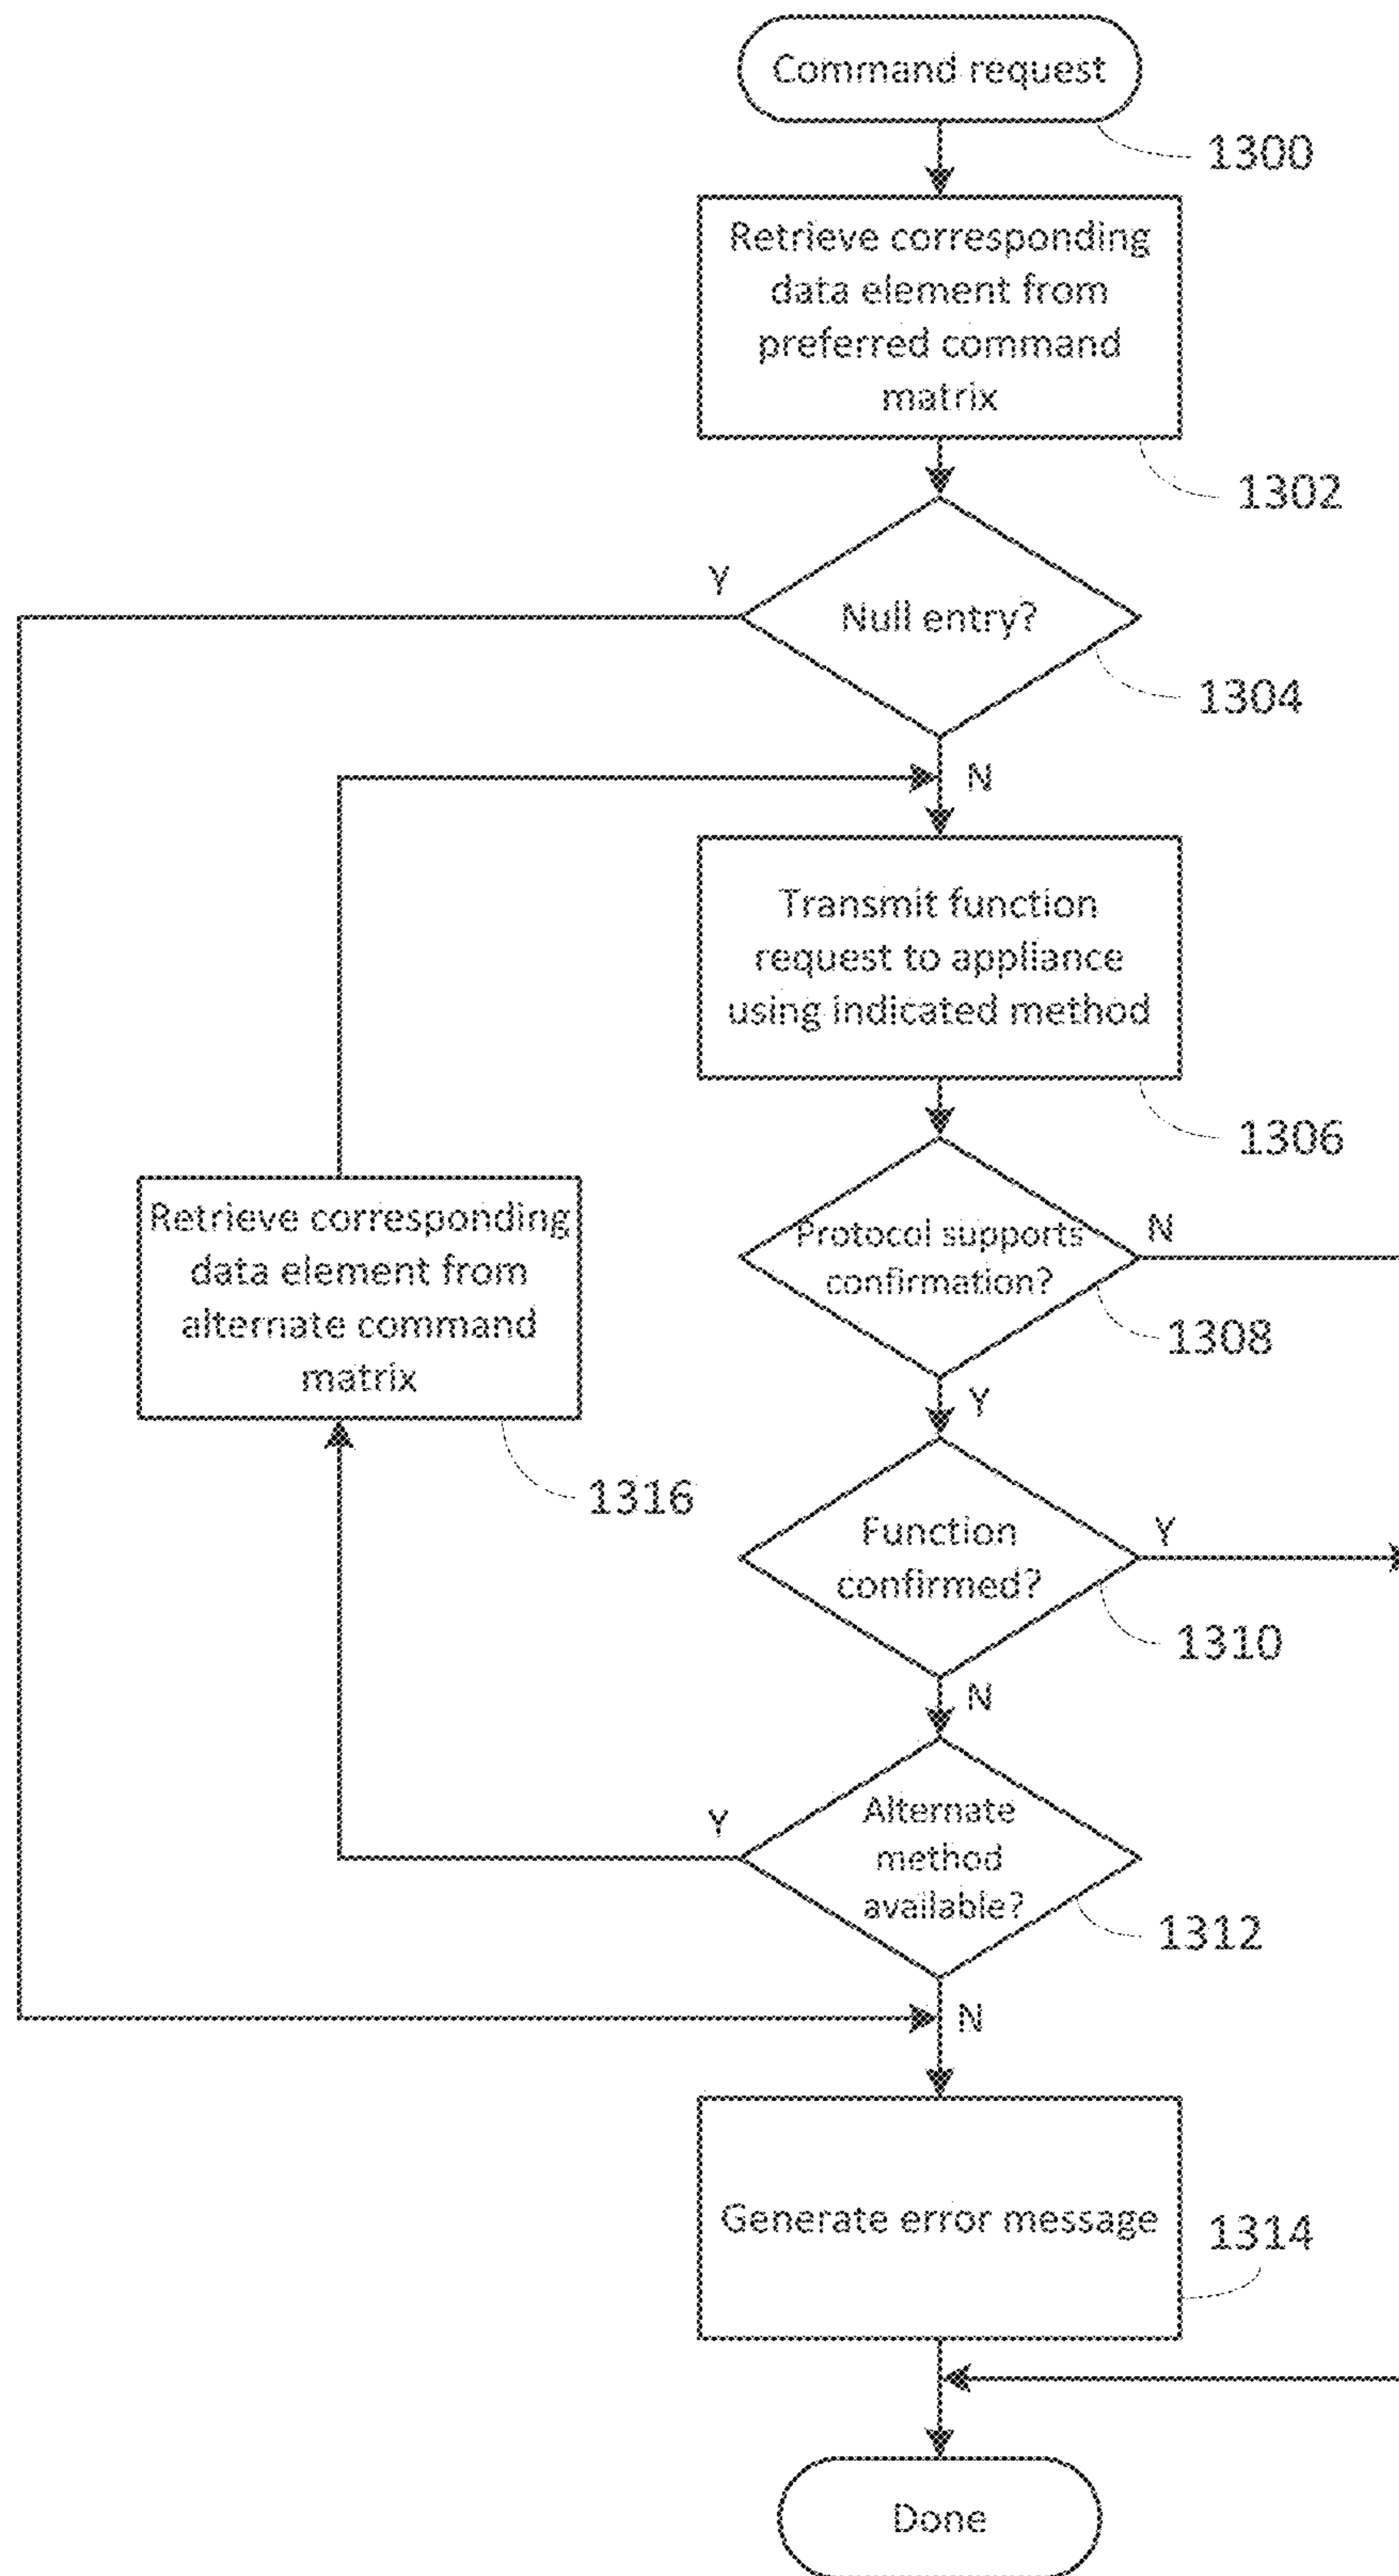 Command request
1300
Retrieve corresponding
data element from
preferred command
matrix
1302
Y
Null entry?
1304
N
Transmit function
request to appliance
using indicated method
1306
Retrieve corresponding
data element from
alternate command
matrix
1316
Protocol supports
confirmation?
N
1308
Y
Function
confirmed?
Y
1310
N
Y
Alternate
method
available?
1312
N
Generate error message
1314
Done